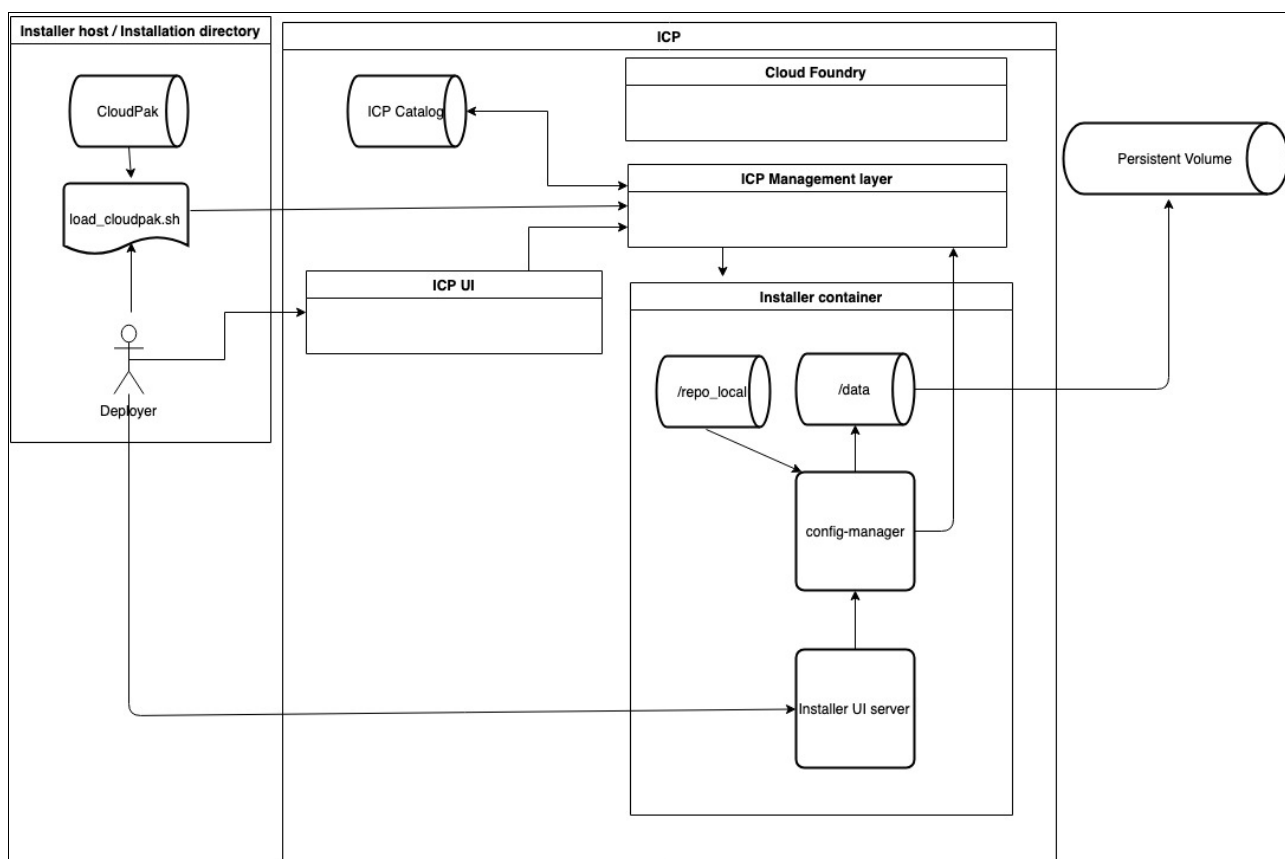 Installer host / Installation directory
ICP
Cloud Foundry
CloudPak
ICP Catalog
Persistent Volume
ICP Management layer
load_cloudpak.sh
ICP UI
Installer container
Deployer
/repo_local
/data
config-manager
Installer UI server